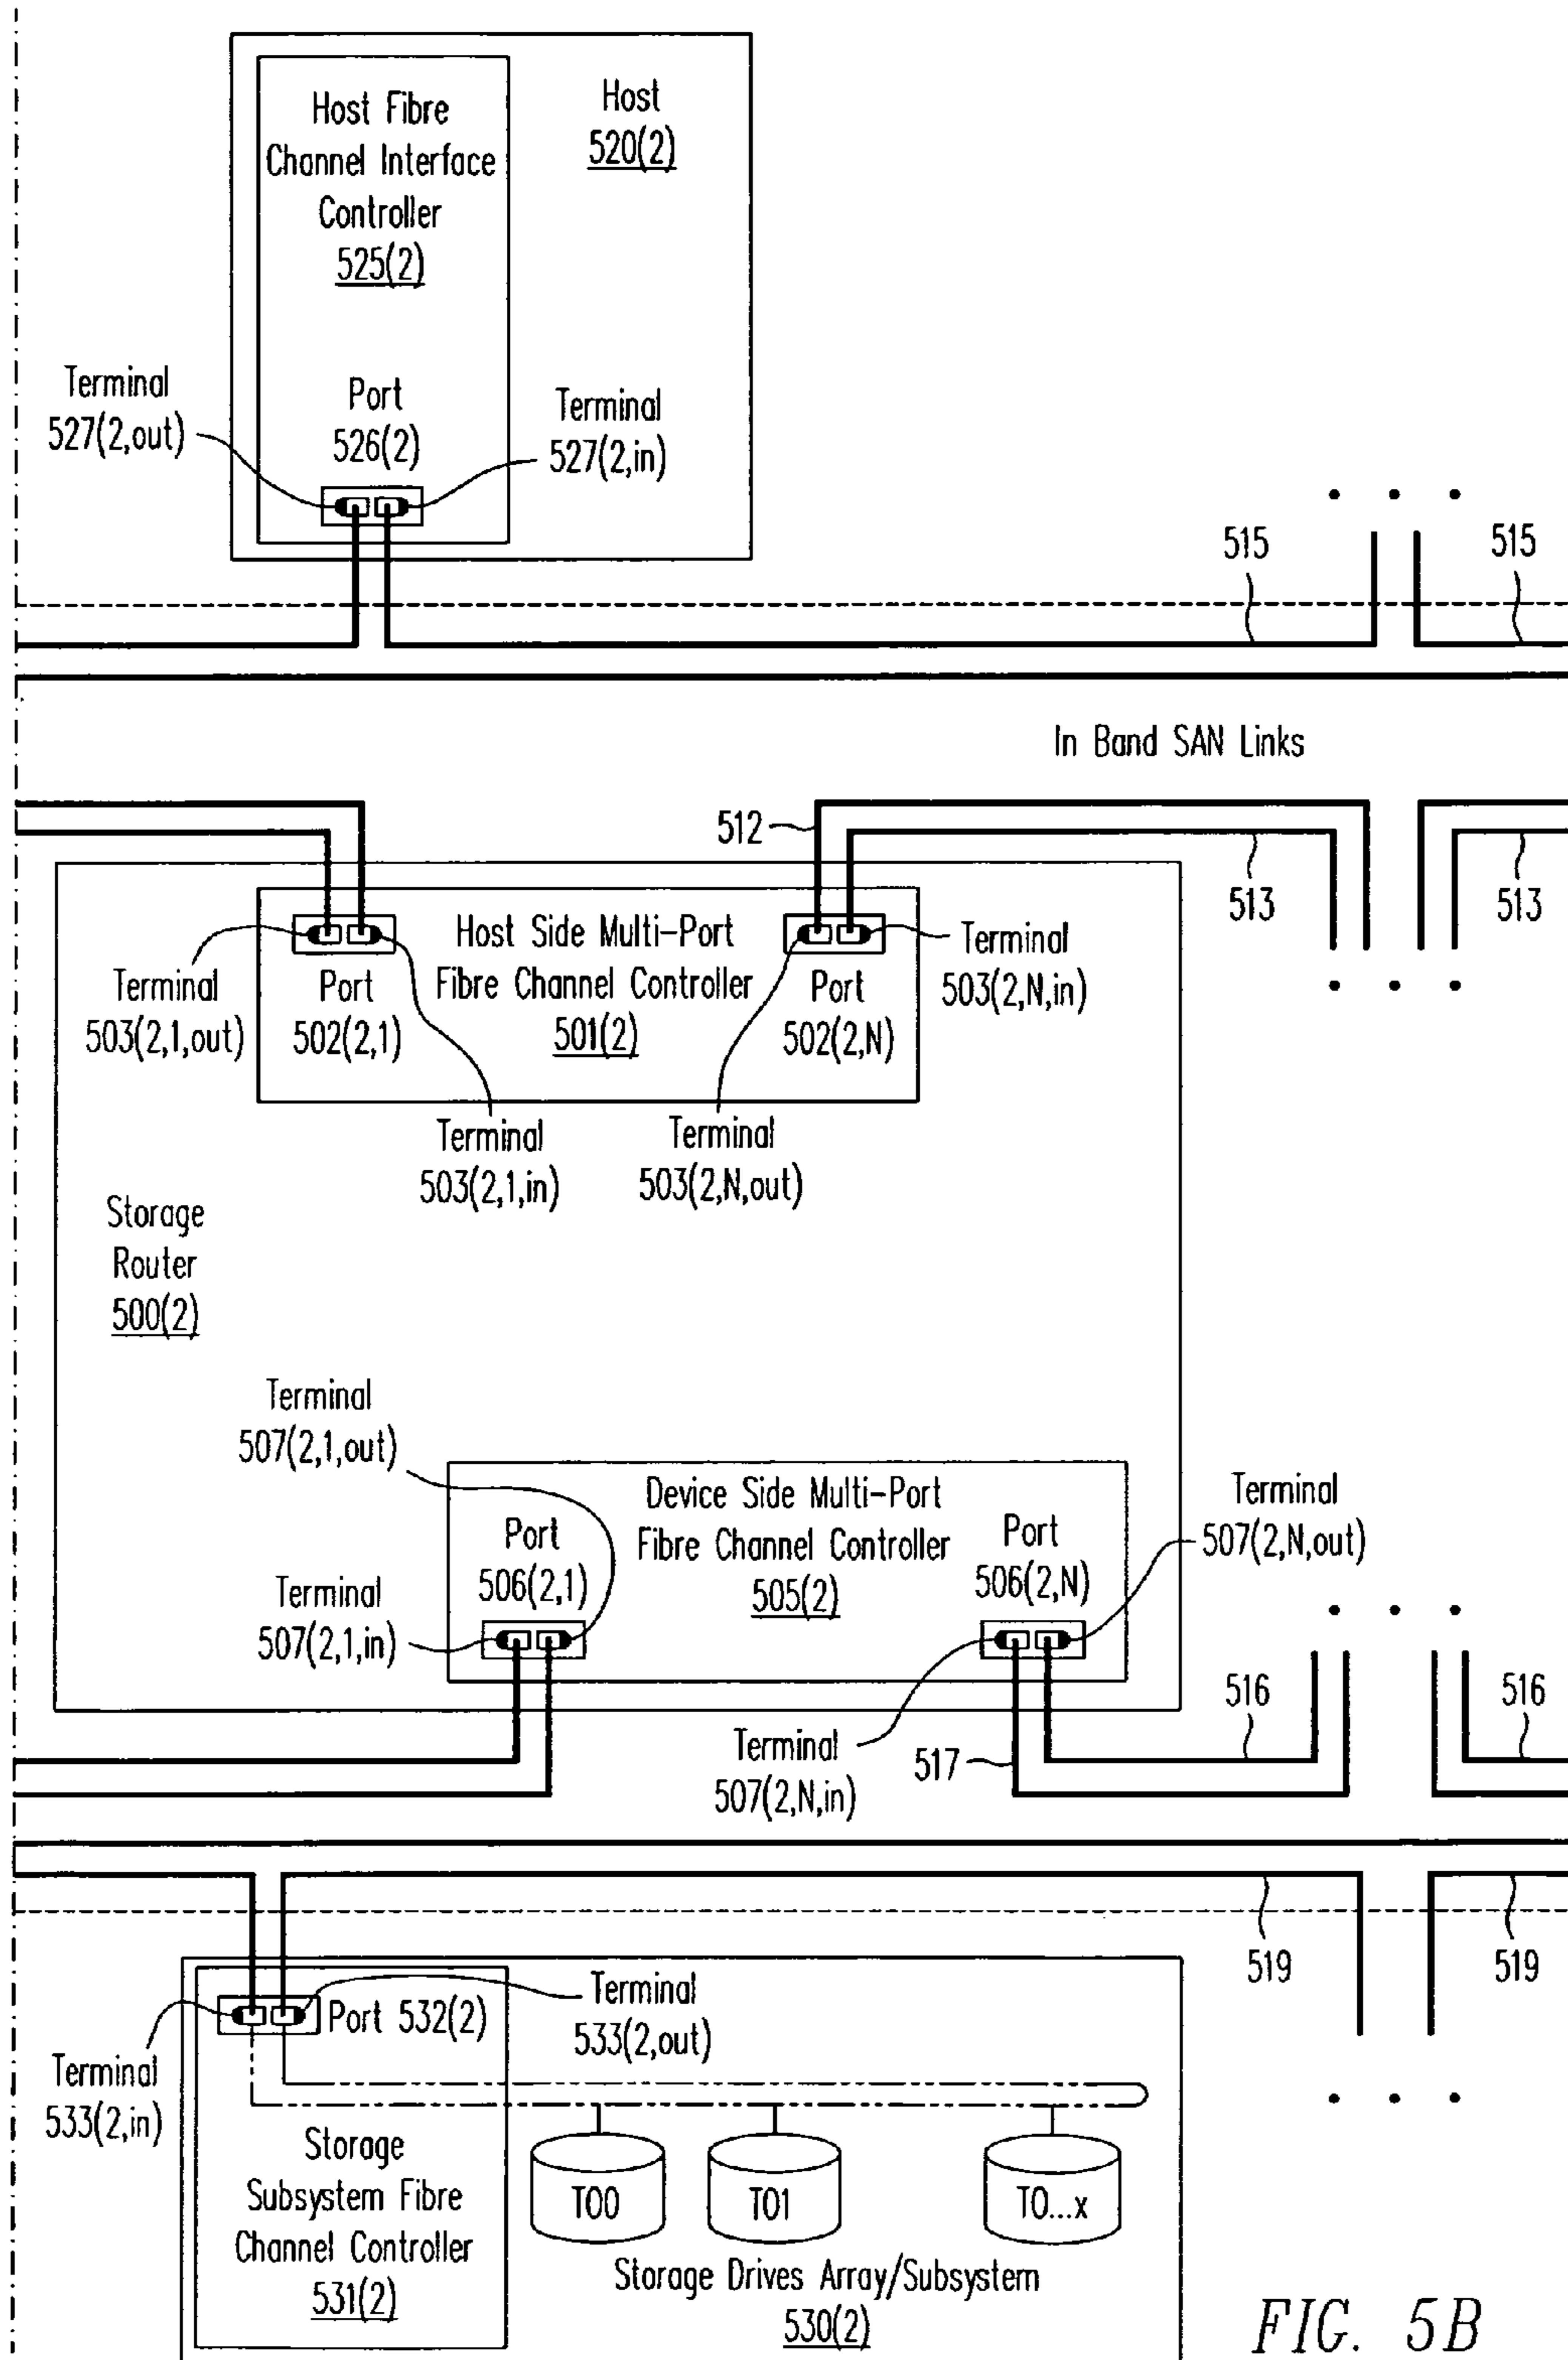 Host Fibre
Channel Interface
Controller
525(2)
Host
520(2)
Terminal
527(2,out)
Port
526(2)
Terminal
527(2,in)
515
515
In Band SAN Links
512
513
513
Terminal
503(2,1,out)
Port
502(2,1)
Host Side Multi-Port
Fibre Channel Controller
501(2)
Port
502(2,N)
Terminal
503(2,N,in)
Terminal
503(2,1,in)
Terminal
503(2,N,out)
Storage
Router
500(2)
Terminal
507(2,1,out)
Terminal
507(2,1,in)
Port
506(2,1)
Device Side Multi-Port
Fibre Channel Controller
505(2)
Port
506(2,N)
Terminal
507(2,N,out)
Terminal
507(2,N,in)
517
516
516
519
519
Port 532(2)
Terminal
533(2,out)
Terminal
533(2,in)
Storage
Subsystem Fibre
Channel Controller
531(2)
T00
T01
T0...x
Storage Drives Array/Subsystem
530(2)
FIG. 5B